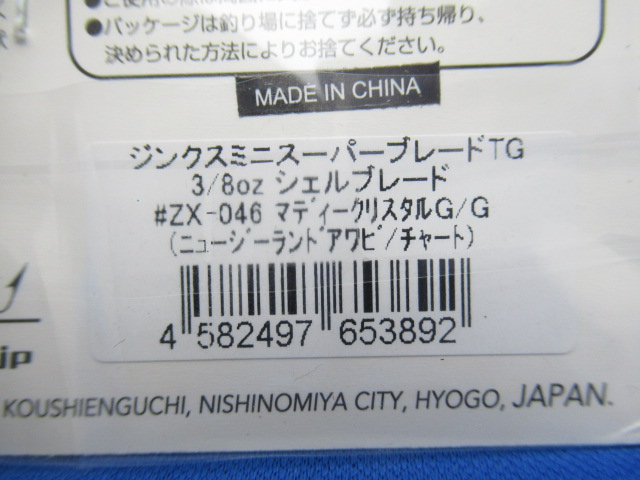 ●パッケージは釣り場に捨てず必ず持ち帰り、
決められた方法によりお捨てください。
MADE IN CHINA
ジンクスミニスーパーブレードTG
3/8oz シェルブレード
#ZX-046 マディークリスタルG/G
(ニュージーランドアワビ/チャート)
4 582497 653892
KOUSHIENGUCHI, NISHINOMIYA CITY, HYOGO, JAPAN.